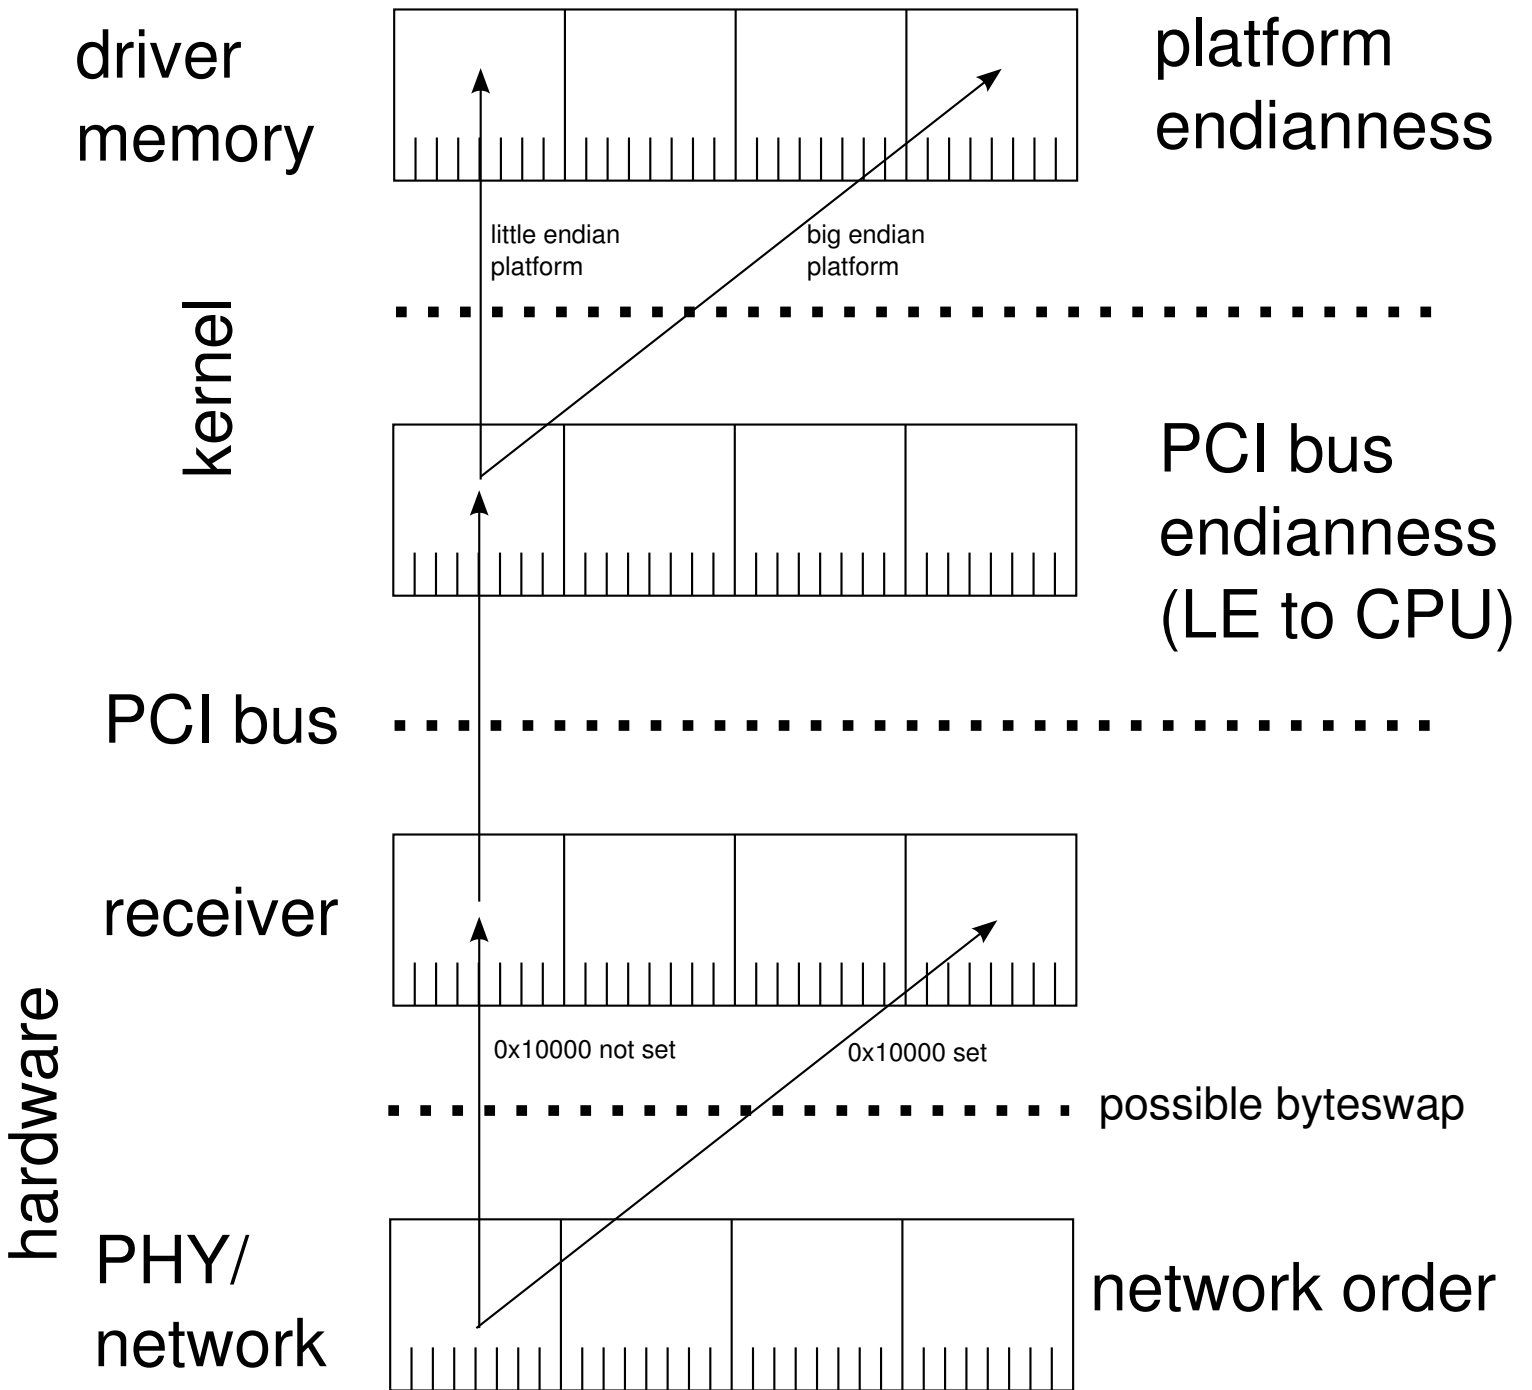 driver
memory
platform
endianness
little endian
platform
big endian
platform
kernel
PCI bus
endianness
(LE to CPU)
PCI bus
receiver
hardware
0x10000 not set
0x10000 set
possible byteswap
PHY/
network
network order